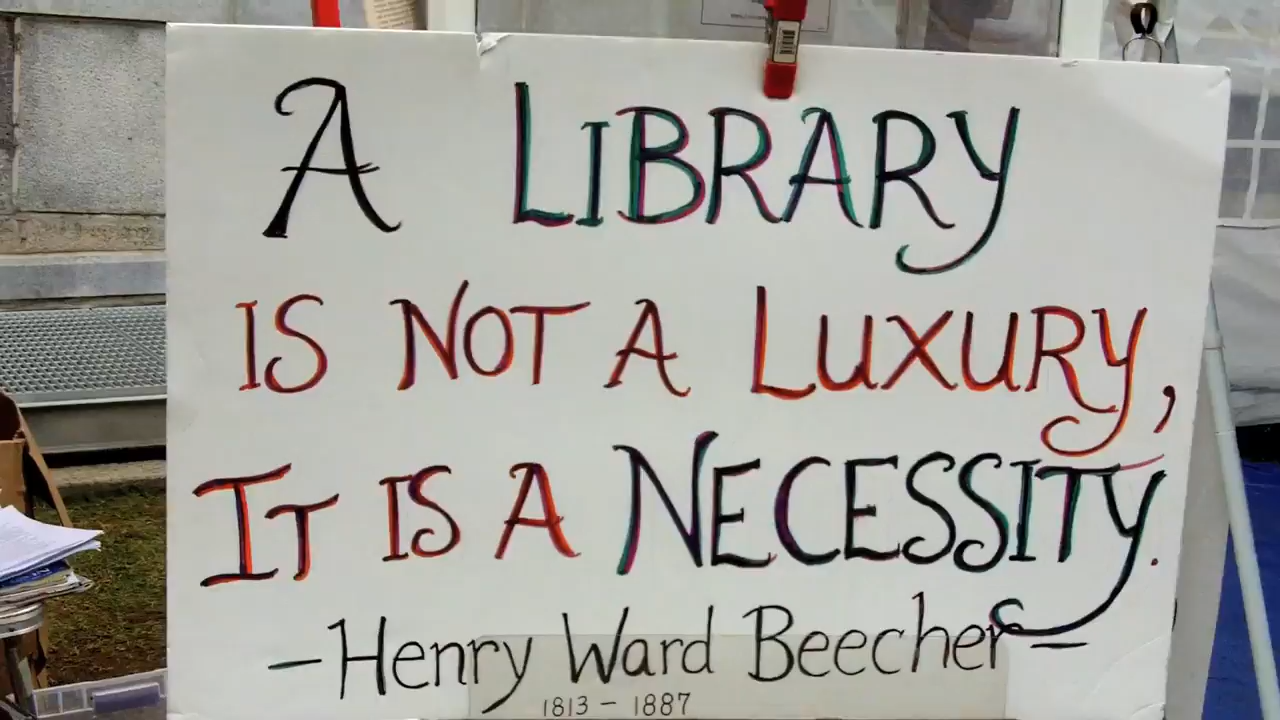 A LIBRARY
IS NOT A LUXURY,
IT IS A NECESSITY.
- Henry Ward Beecher -
1813 - 1887